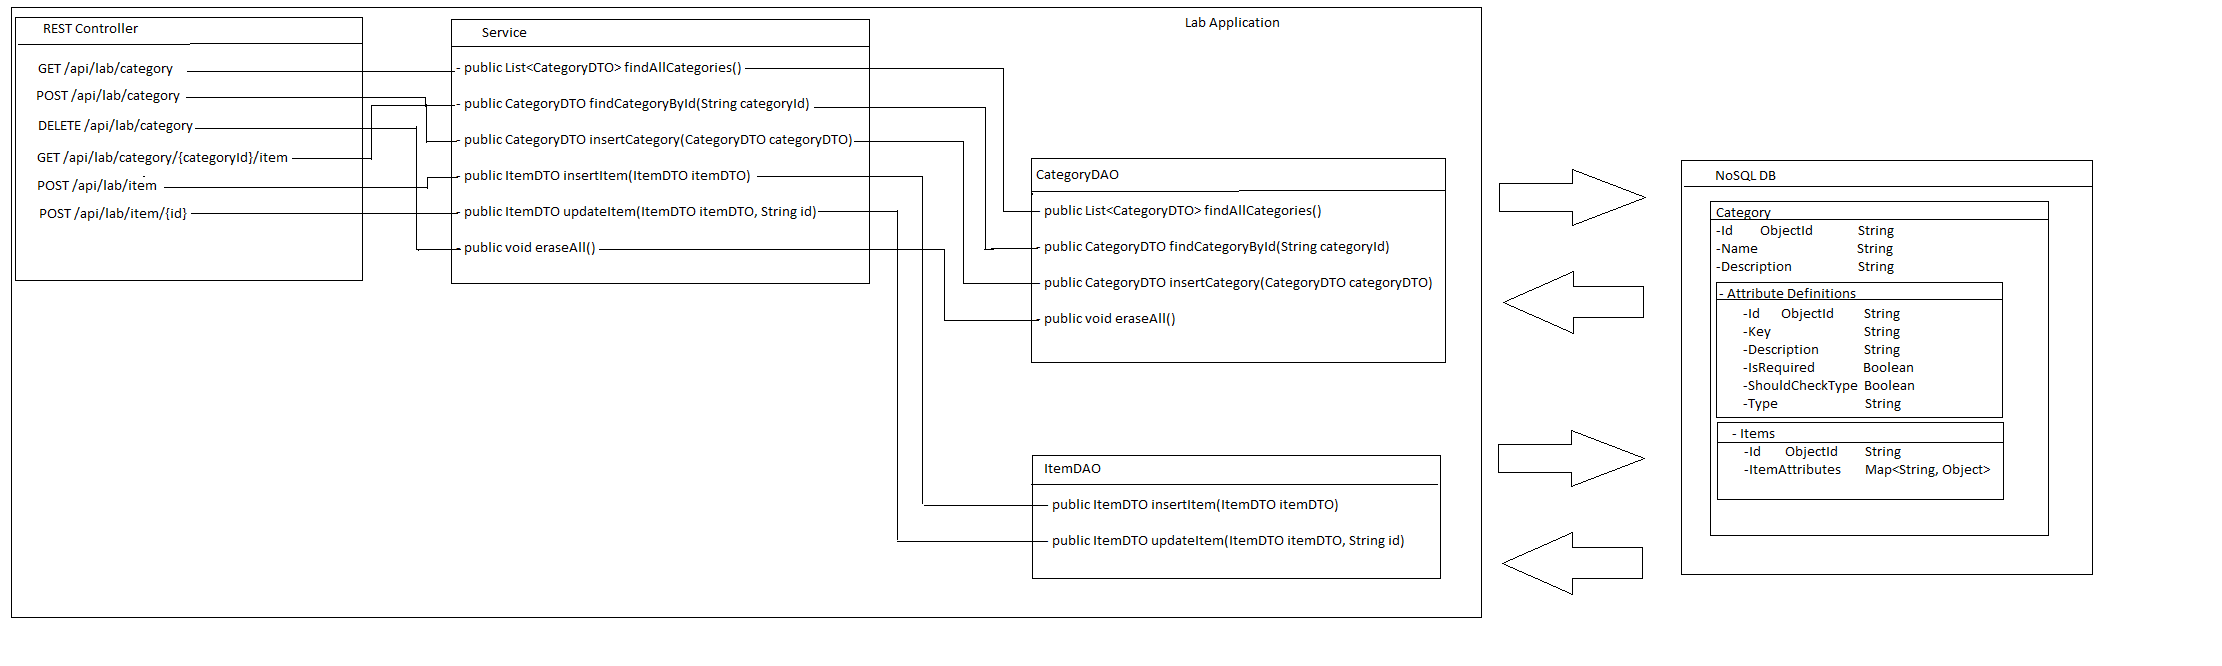 Lab Application
REST Controller
GET /api/lab/category
POST /api/lab/category
DELETE /api/lab/category
GET /api/lab/category/{categoryId}/item
POST /api/lab/item
POST /api/lab/item/{id}
Service
- public List<CategoryDTO> findAllCategories()
- public CategoryDTO findCategoryById(String categoryId)
- public CategoryDTO insertCategory(CategoryDTO categoryDTO)
- public ItemDTO insertItem(ItemDTO itemDTO)
- public ItemDTO updateItem(ItemDTO itemDTO, String id)
- public void eraseAll()
CategoryDAO
- public List<CategoryDTO> findAllCategories()
- public CategoryDTO findCategoryById(String categoryId)
- public CategoryDTO insertCategory(CategoryDTO categoryDTO)
- public void eraseAll()
ItemDAO
- public ItemDTO insertItem(ItemDTO itemDTO)
- public ItemDTO updateItem(ItemDTO itemDTO, String id)
NoSQL DB
Category
-Id ObjectId String
-Name String
-Description String
- Attribute Definitions
-Id ObjectId String
-Key String
-Description String
-IsRequired Boolean
-ShouldCheckType Boolean
-Type String
- Items
-Id ObjectId String
-ItemAttributes Map<String, Object>